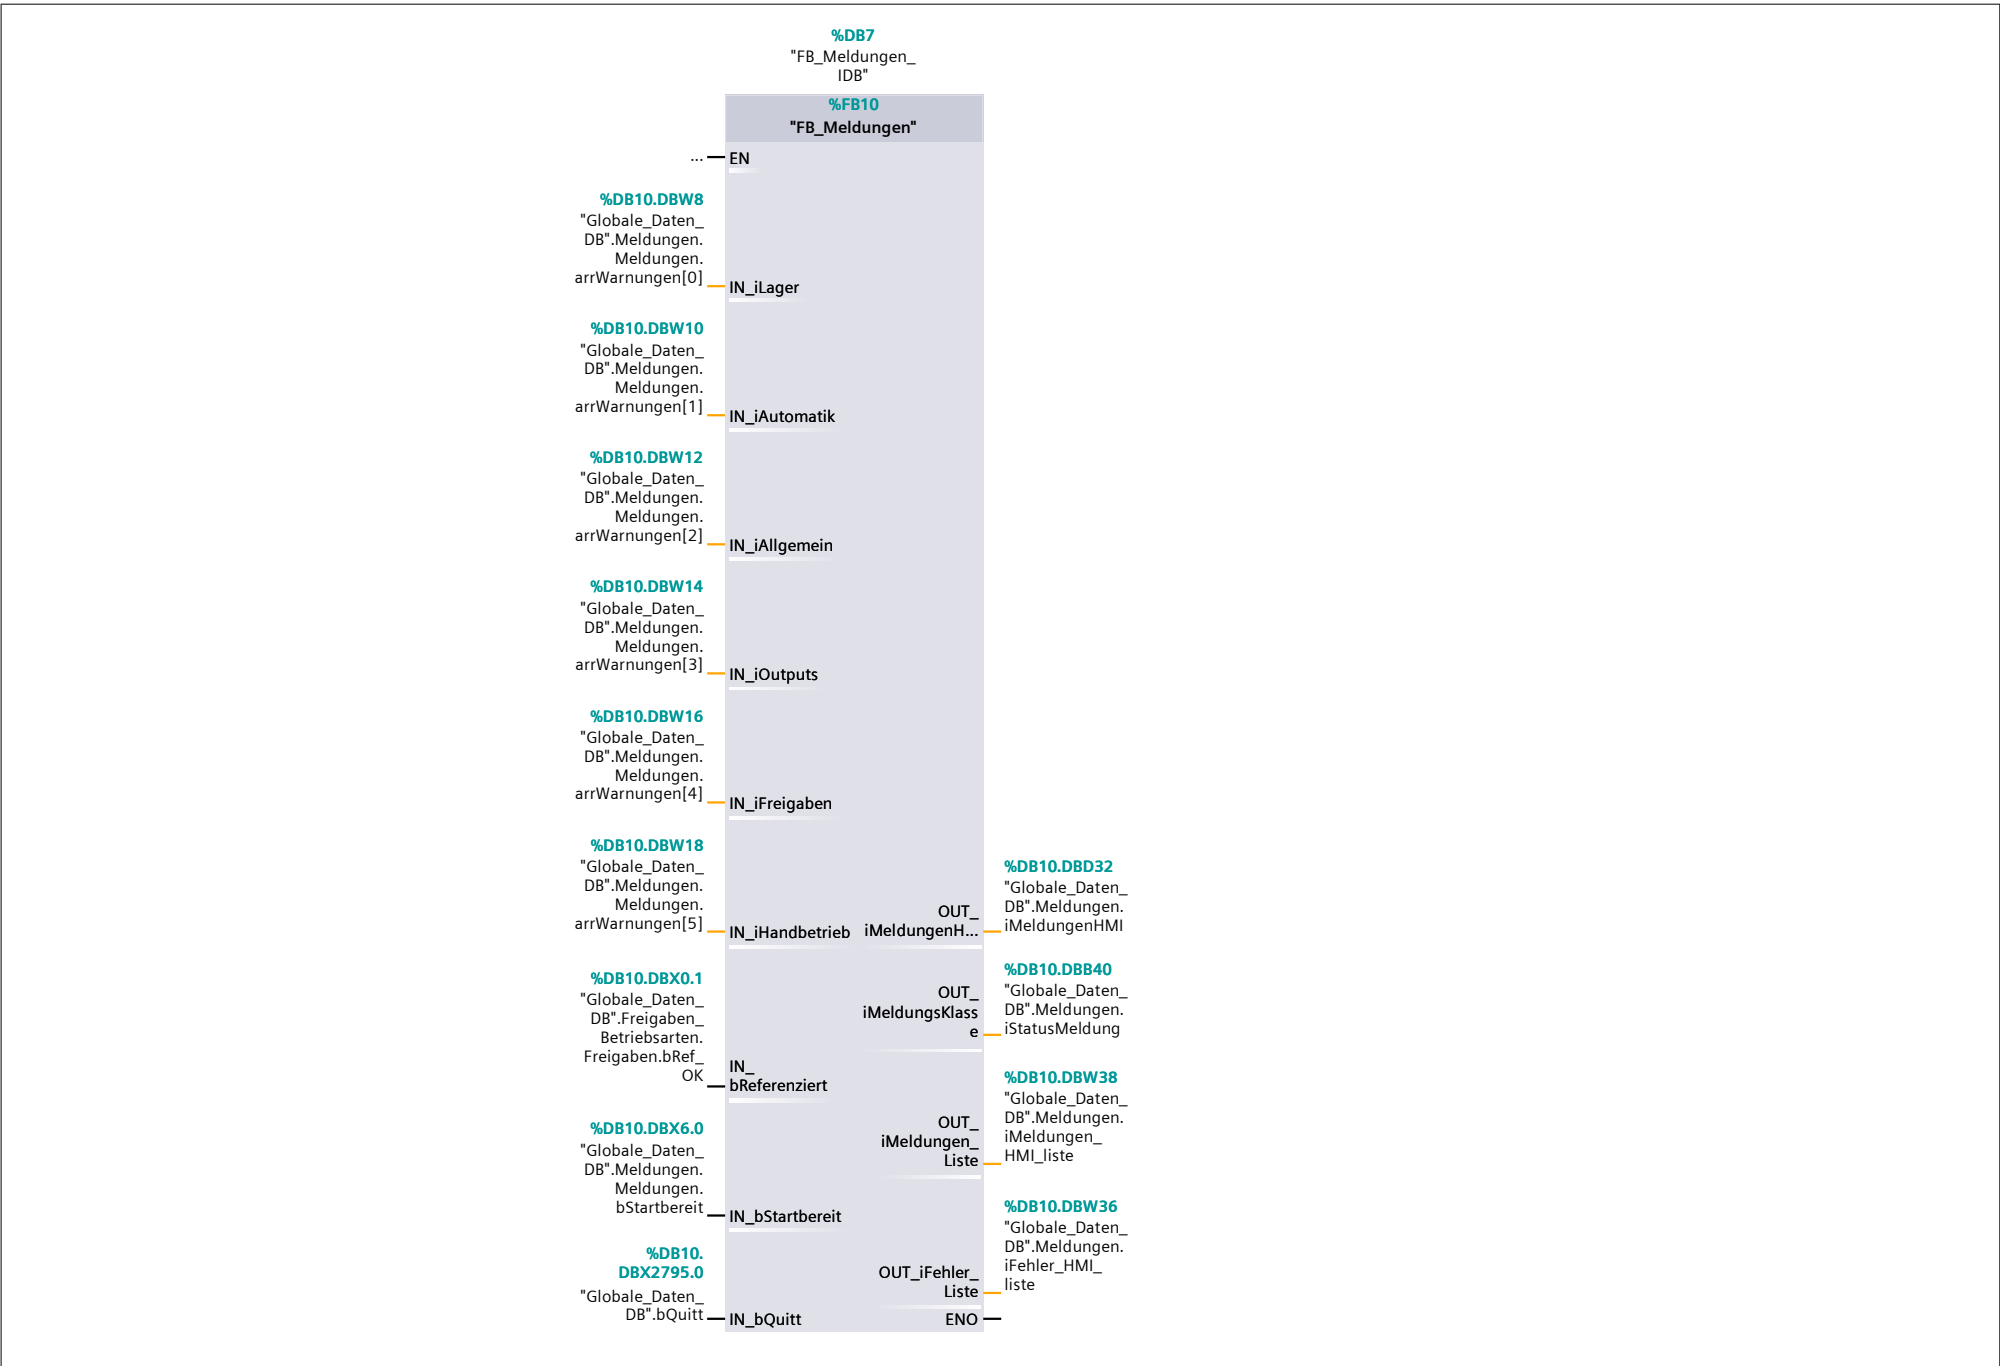 %DB7
"FB_Meldungen_
IDB"
%FB10
"FB_Meldungen"
... EN
%DB10.DBW8
"Globale_Daten_
DB".Meldungen.
Meldungen.
arrWarnungen[0]
IN_iLager
%DB10.DBW10
"Globale_Daten_
DB".Meldungen.
Meldungen.
arrWarnungen[1]
IN_iAutomatik
%DB10.DBW12
"Globale_Daten_
DB".Meldungen.
Meldungen.
arrWarnungen[2]
IN_iAllgemein
%DB10.DBW14
"Globale_Daten_
DB".Meldungen.
Meldungen.
arrWarnungen[3]
IN_iOutputs
%DB10.DBW16
"Globale_Daten_
DB".Meldungen.
Meldungen.
arrWarnungen[4]
IN_iFreigaben
%DB10.DBW18
"Globale_Daten_
DB".Meldungen.
Meldungen.
arrWarnungen[5]
IN_iHandbetrieb
OUT_
iMeldungenH...
%DB10.DBD32
"Globale_Daten_
DB".Meldungen.
iMeldungenHMI
%DB10.DBX0.1
"Globale_Daten_
DB".Freigaben_
Betriebsarten.
Freigaben.bRef_
OK
IN_
bReferenziert
OUT_
iMeldungsKlass
e
%DB10.DBB40
"Globale_Daten_
DB".Meldungen.
iStatusMeldung
%DB10.DBX6.0
"Globale_Daten_
DB".Meldungen.
Meldungen.
bStartbereit
IN_bStartbereit
OUT_
iMeldungen_
Liste
%DB10.DBW38
"Globale_Daten_
DB".Meldungen.
iMeldungen_
HMI_liste
%DB10.
DBX2795.0
"Globale_Daten_
DB".bQuitt
IN_bQuitt
OUT_iFehler_
Liste
%DB10.DBW36
"Globale_Daten_
DB".Meldungen.
iFehler_HMI_
liste
ENO